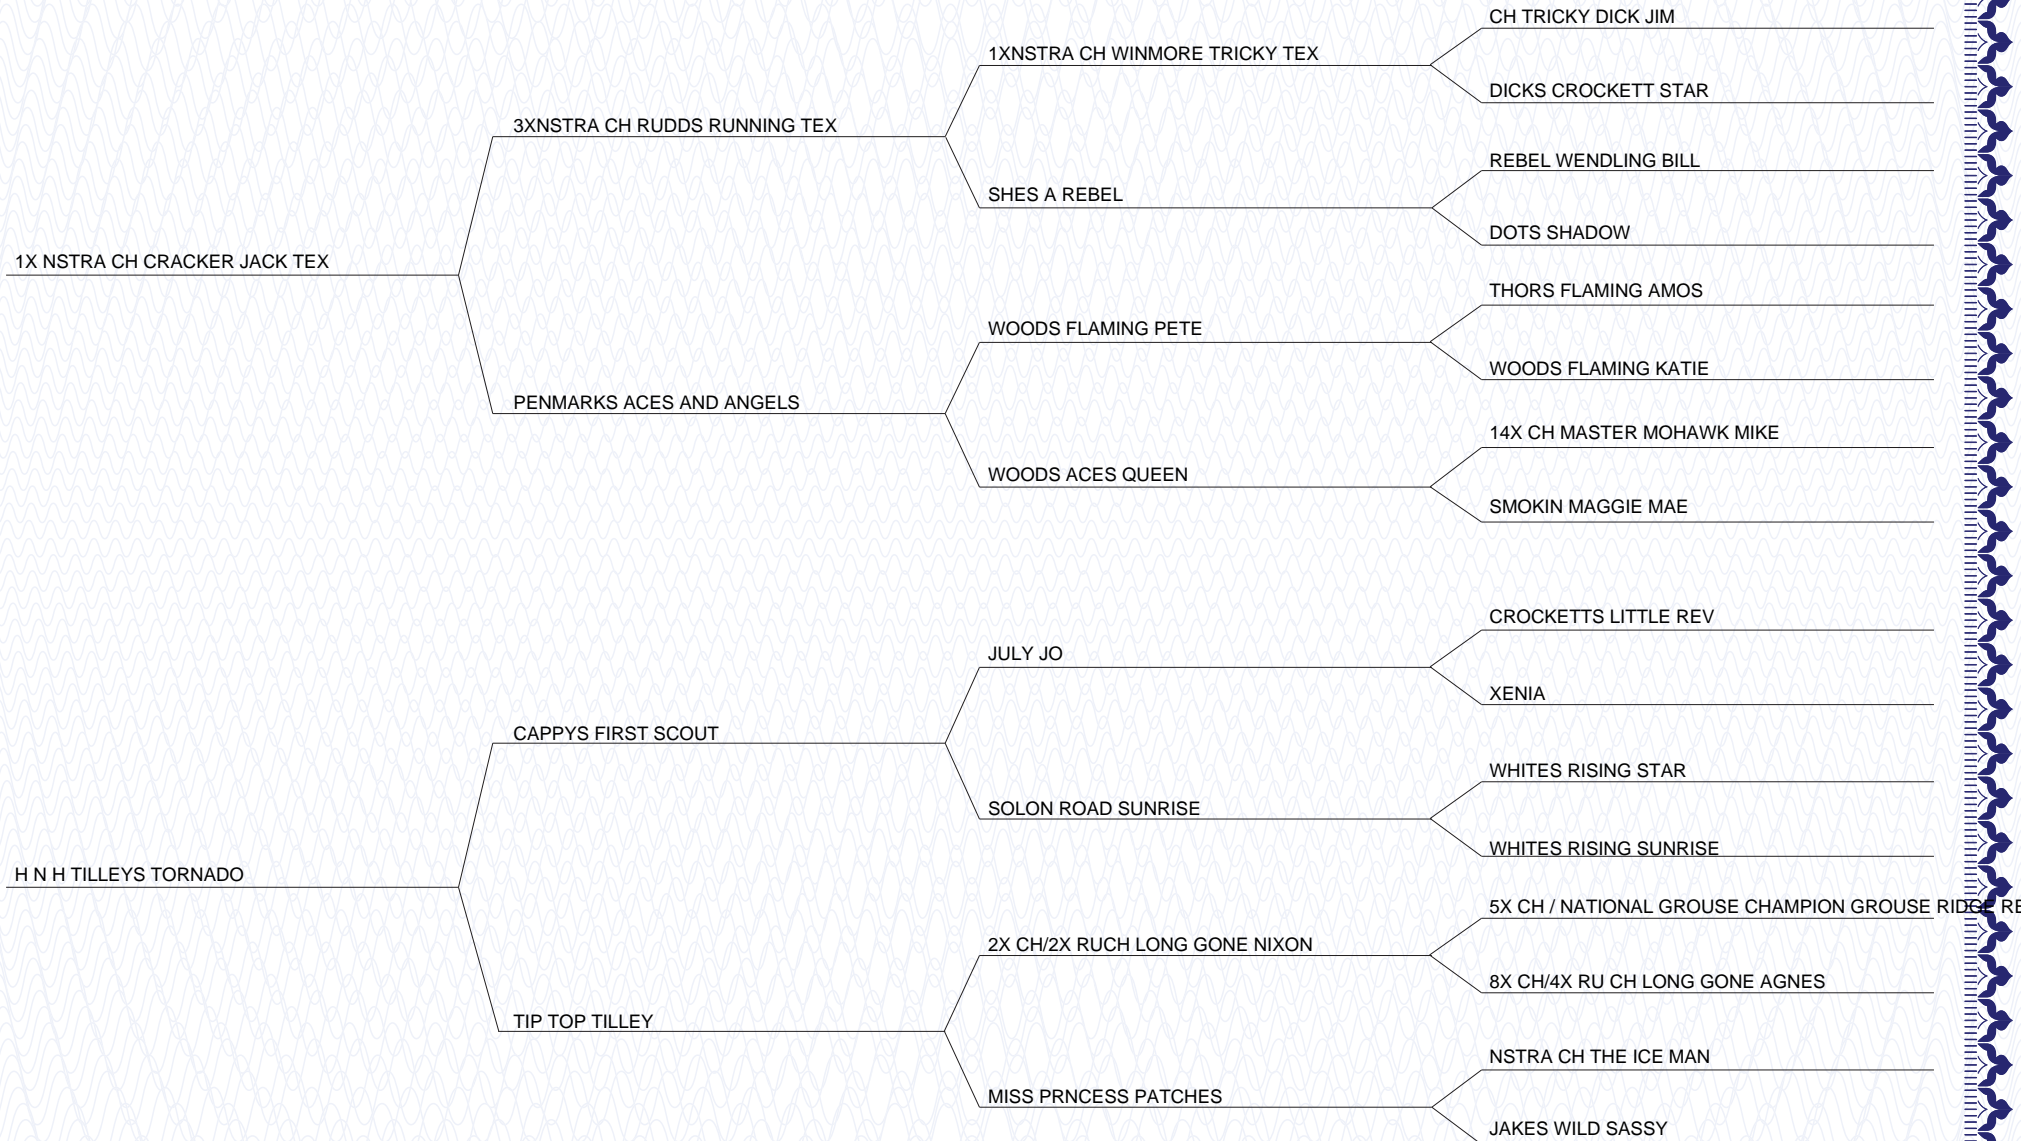 CH TRICKY DICK JIM
1XNSTRA CH WINMORE TRICKY TEX
DICKS CROCKETT STAR
3XNSTRA CH RUDDS RUNNING TEX
REBEL WENDLING BILL
SHES A REBEL
DOTS SHADOW
1X NSTRA CH CRACKER JACK TEX
THORS FLAMING AMOS
WOODS FLAMING PETE
WOODS FLAMING KATIE
PENMARKS ACES AND ANGELS
14X CH MASTER MOHAWK MIKE
WOODS ACES QUEEN
SMOKIN MAGGIE MAE
CROCKETTS LITTLE REV
JULY JO
XENIA
CAPPYS FIRST SCOUT
WHITES RISING STAR
SOLON ROAD SUNRISE
WHITES RISING SUNRISE
H N H TILLEYS TORNADO
5X CH / NATIONAL GROUSE CHAMPION GROUSE RIDGE
2X CH/2X RUCH LONG GONE NIXON
8X CH/4X RU CH LONG GONE AGNES
TIP TOP TILLEY
NSTRA CH THE ICE MAN
MISS PRNCESS PATCHES
JAKES WILD SASSY